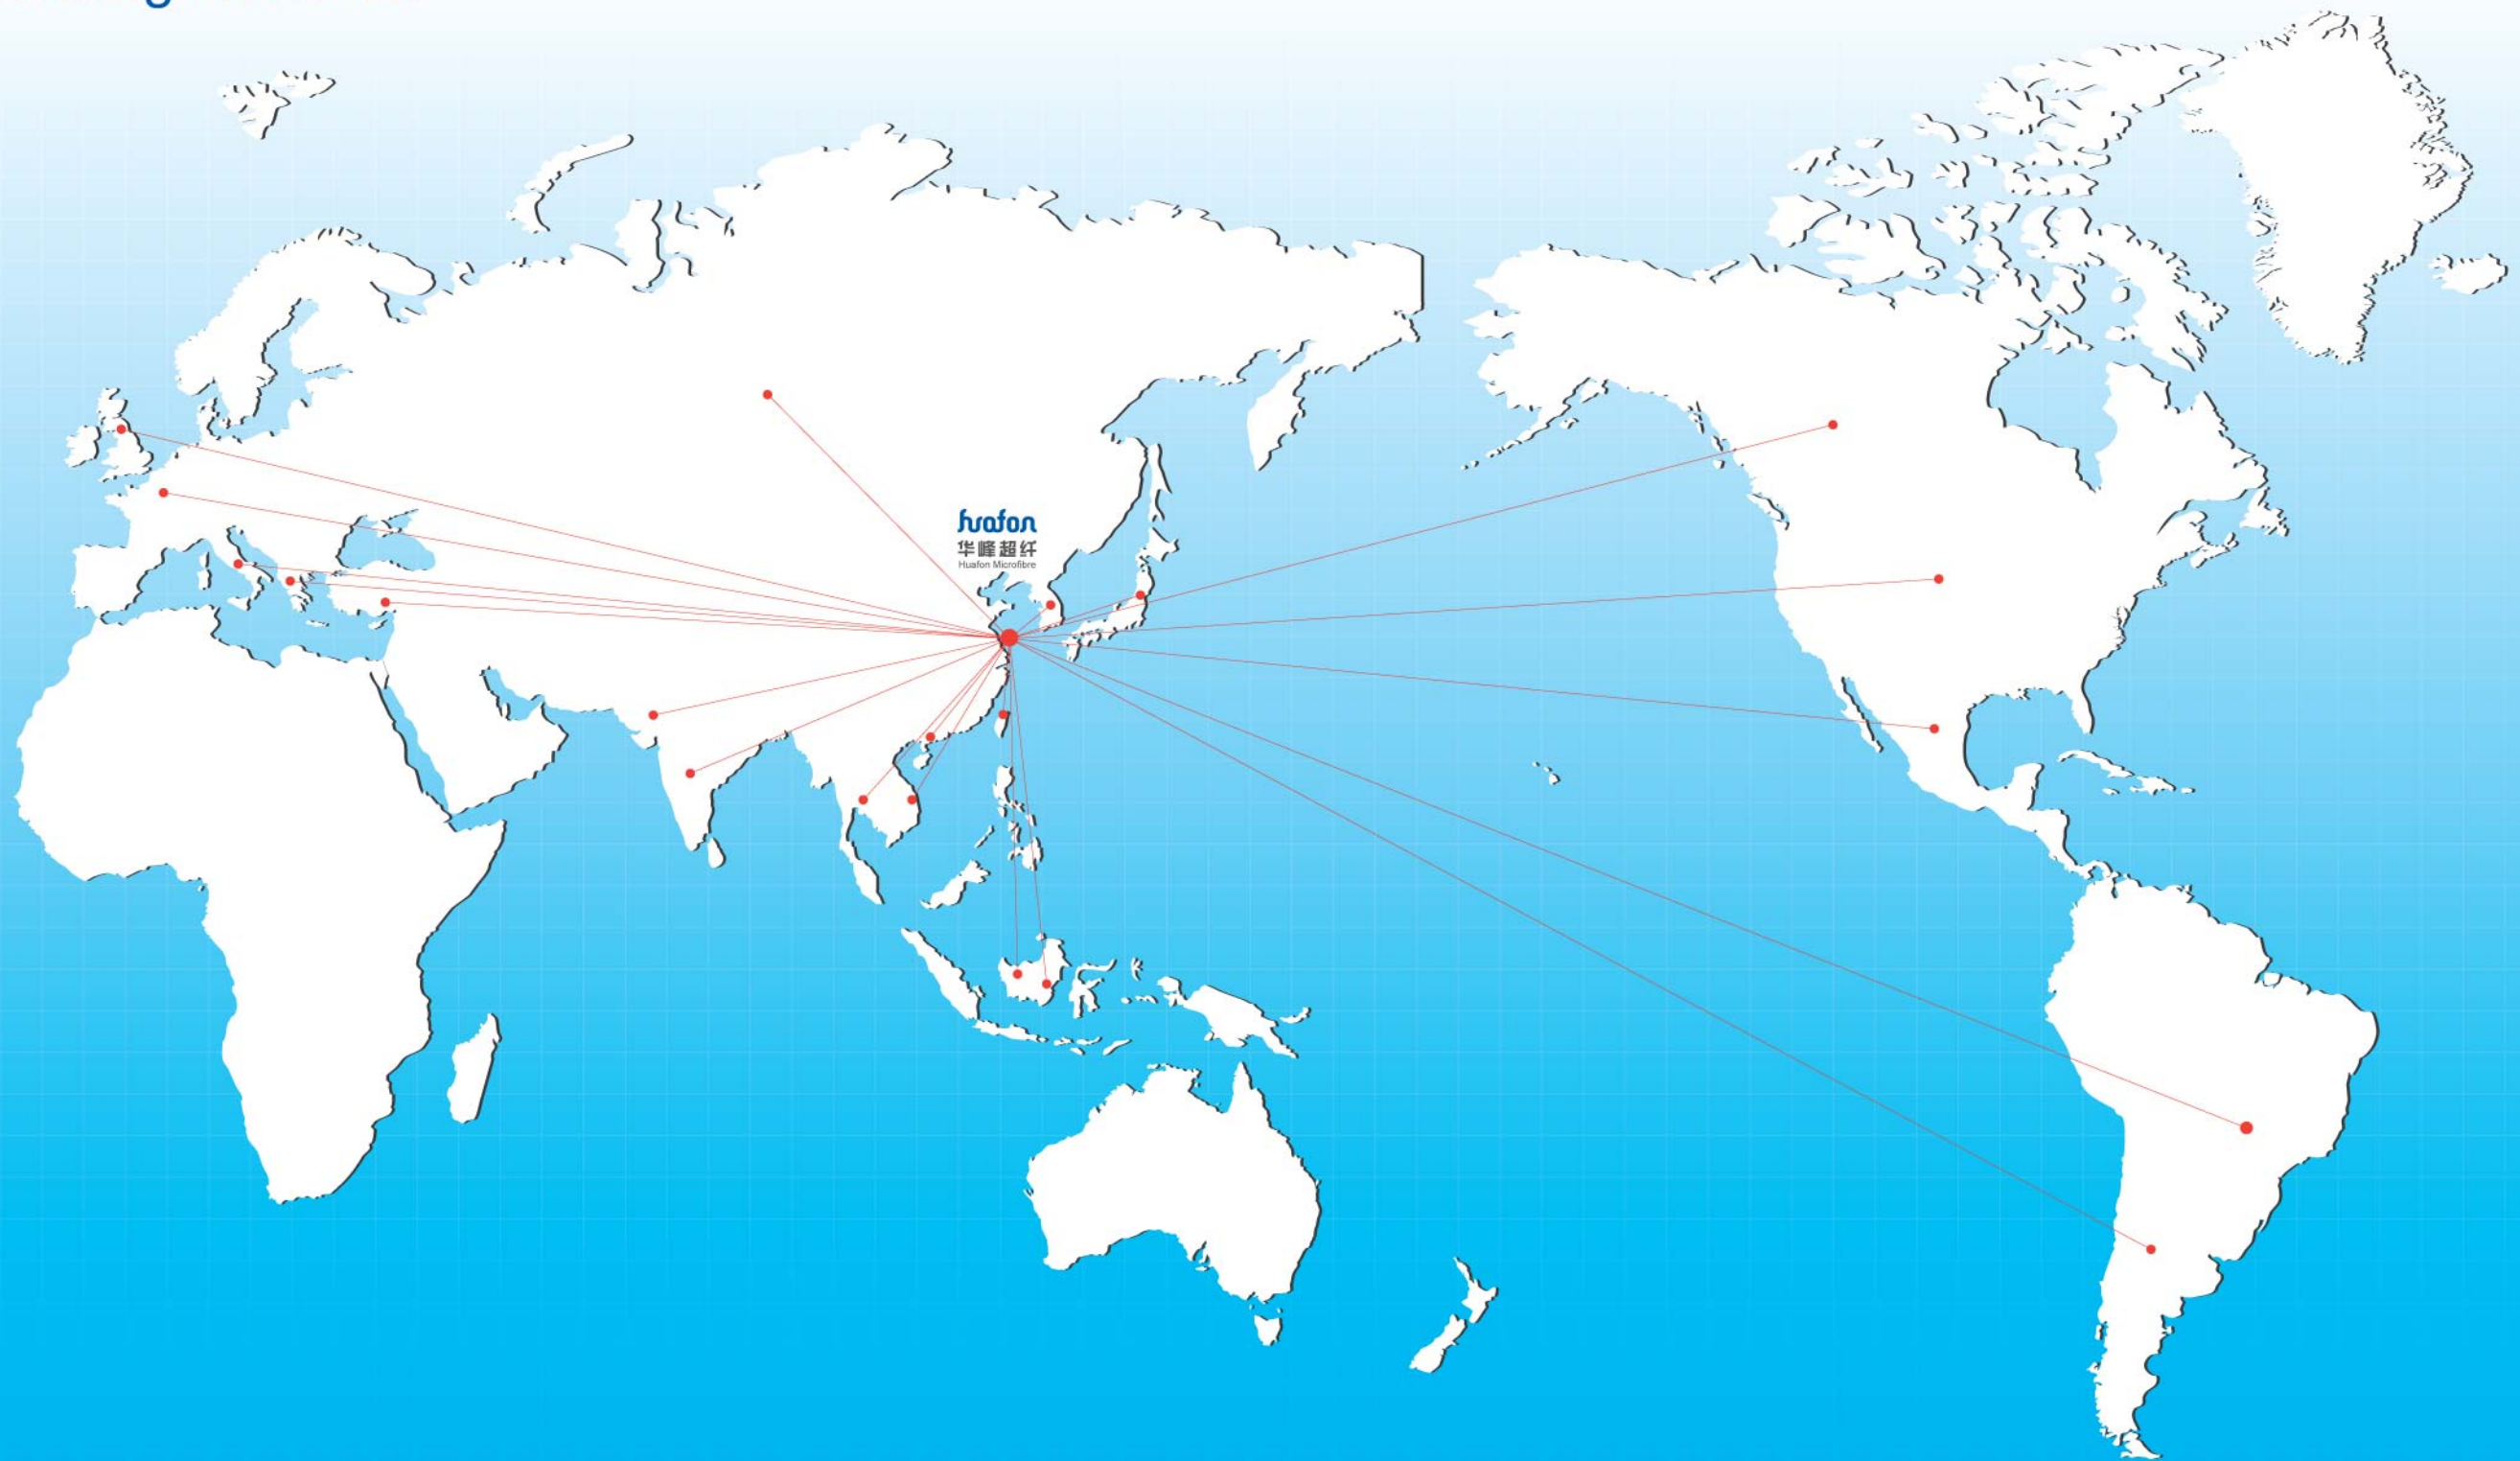 huafon
华峰超纤
Huafon Microfibre